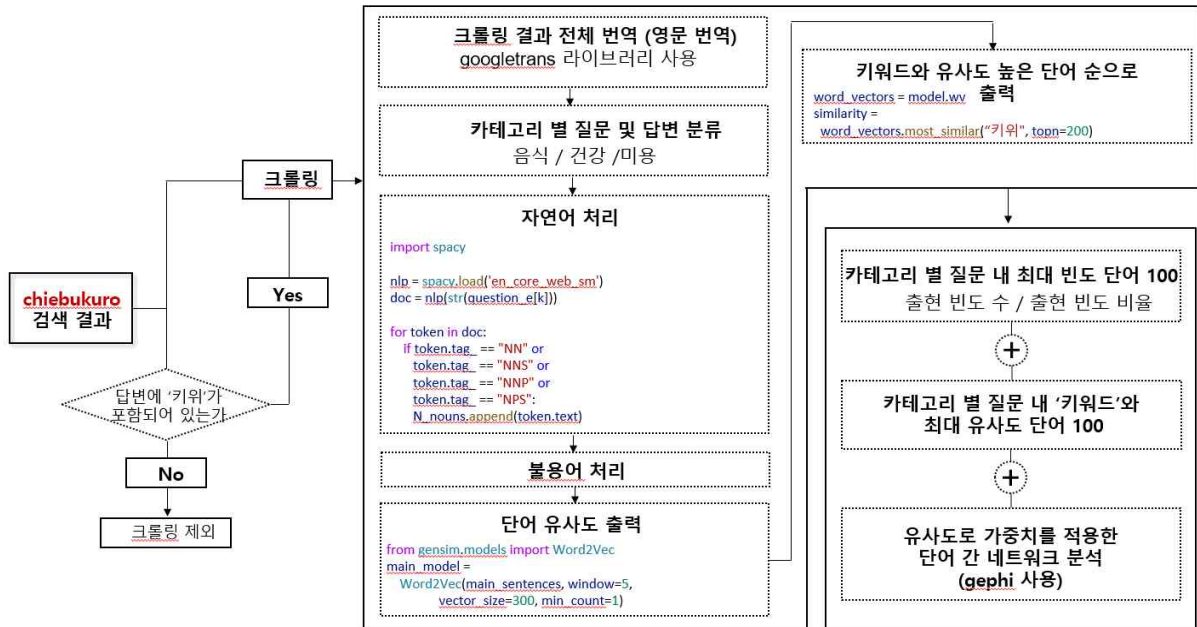 chiebukuro
검색 결과
크롤링
Yes
답변에 '키위'가
포함되어 있는가
No
크롤링 제외
크롤링 결과 전체 번역 (영문 번역)
googletrans 라이브러리 사용
카테고리 별 질문 및 답변 분류
음식 / 건강 /미용
자연어 처리
import spacy
nlp = spacy.load('en_core_web_sm')
doc = nlp(str(question_e[k]))
for token in doc:
if token.tag_ == "NN" or
token.tag_ == "NNS" or
token.tag_ == "NNP" or
token.tag_ == "NPS":
N_nouns.append(token.text)
불용어 처리
단어 유사도 출력
from gensim.models import Word2Vec
main_model =
Word2Vec(main_sentences, window=5,
vector_size=300, min_count=1)
키워드와 유사도 높은 단어 순으로
출력
word_vectors = model.wv
similarity =
word_vectors.most_similar("키위", topn=200)
카테고리 별 질문 내 최대 빈도 단어 100
출현 빈도 수 / 출현 빈도 비율
+
카테고리 별 질문 내 '키워드'와
최대 유사도 단어 100
+
유사도로 가중치를 적용한
단어 간 네트워크 분석
(gephi 사용)